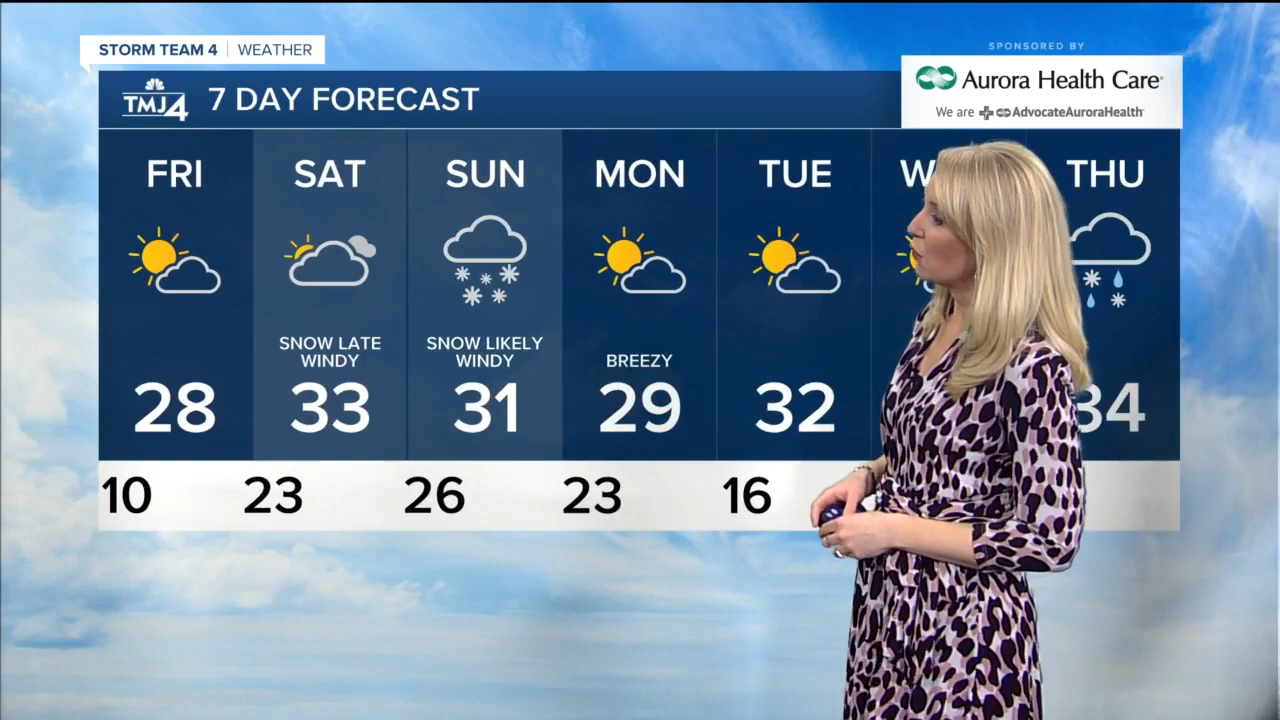 STORM TEAM 4 | WEATHER
SPONSORED BY
Aurora Health Care
We are AdvocateAuroraHealth
TMJ4
7 DAY FORECAST
FRI SAT SUN MON TUE W THU
SNOW LATE SNOW LIKELY
WINDY WINDY BREEZY
28 33 31 29 32 34
10 23 26 23 16